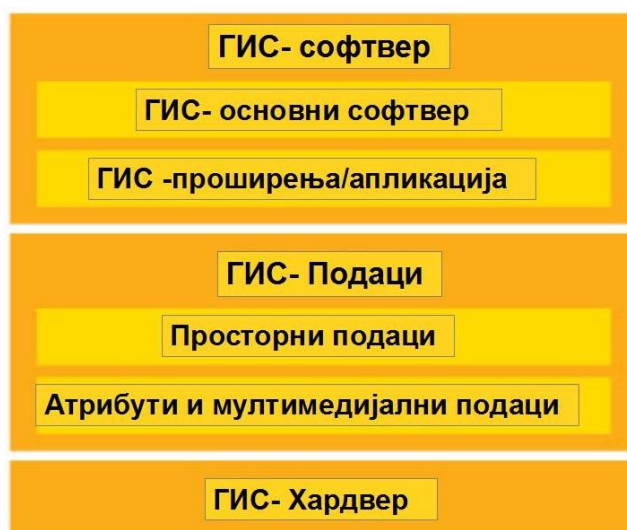 ГИС- софтвер
ГИС- основни софтвер
ГИС -проширења/апликација
ГИС- Подаци
Просторни подаци
Атрибути и мултимедијални подаци
ГИС- Хардвер